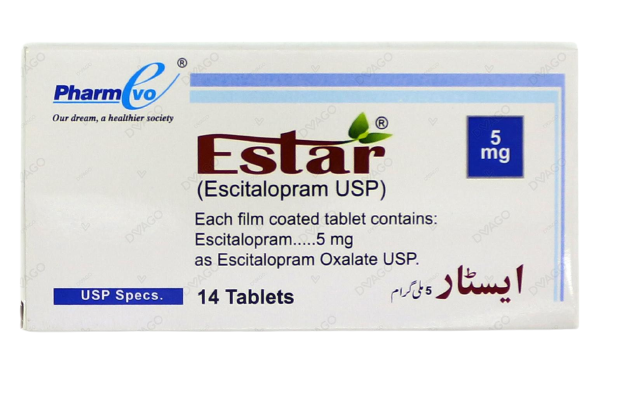 Pharmevo®
Our dream, a healthier society
Estar®
5 mg
(Escitalopram USP)
Each film coated tablet contains:
Escitalopram.....5 mg
as Escitalopram Oxalate USP.
USP Specs.
14 Tablets
ایسٹار 5 ملی گرام
DVAGO